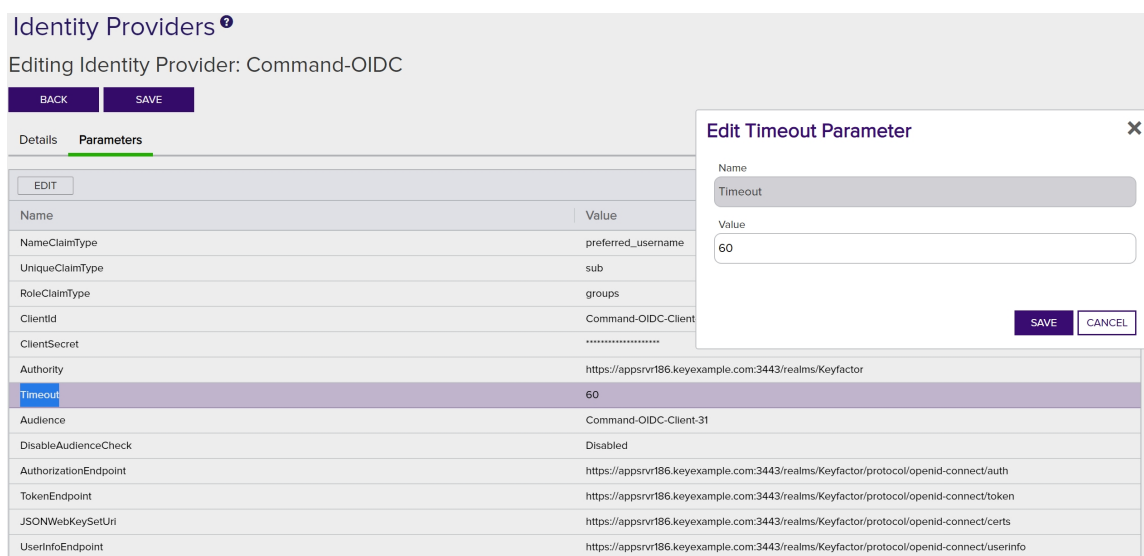 Identity Providers ?
Editing Identity Provider: Command-OIDC
BACK SAVE
Details Parameters
EDIT
Name Value
NameClaimType preferred_username
UniqueClaimType sub
RoleClaimType groups
ClientId Command-OIDC-Client
ClientSecret ********************
Authority https://appsrvr186.keyexample.com:3443/realms/Keyfactor
Timeout 60
Audience Command-OIDC-Client-31
DisableAudienceCheck Disabled
AuthorizationEndpoint https://appsrvr186.keyexample.com:3443/realms/Keyfactor/protocol/openid-connect/auth
TokenEndpoint https://appsrvr186.keyexample.com:3443/realms/Keyfactor/protocol/openid-connect/token
JSONWebKeySetUri https://appsrvr186.keyexample.com:3443/realms/Keyfactor/protocol/openid-connect/certs
UserInfoEndpoint https://appsrvr186.keyexample.com:3443/realms/Keyfactor/protocol/openid-connect/userinfo
Edit Timeout Parameter
Name
Timeout
Value
60
SAVE CANCEL